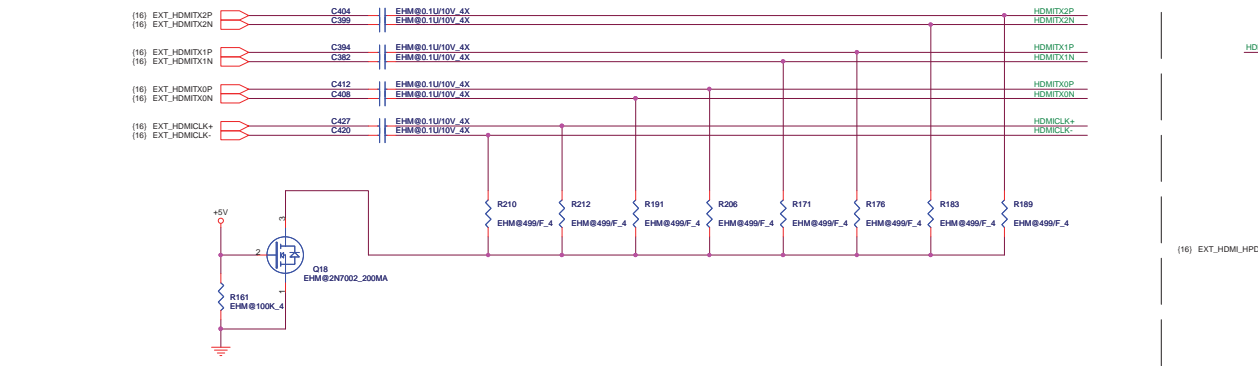 {16} EXT_HDMITX2P C404 EHM@0.1U/10V_4X HDMITX2P
{16} EXT_HDMITX2N C399 EHM@0.1U/10V_4X HDMITX2N
{16} EXT_HDMITX1P C394 EHM@0.1U/10V_4X HDMITX1P HD
{16} EXT_HDMITX1N C382 EHM@0.1U/10V_4X HDMITX1N
{16} EXT_HDMITX0P C412 EHM@0.1U/10V_4X HDMITX0P
{16} EXT_HDMITX0N C408 EHM@0.1U/10V_4X HDMITX0N
{16} EXT_HDMICLK+ C427 EHM@0.1U/10V_4X HDMICLK+
{16} EXT_HDMICLK- C420 EHM@0.1U/10V_4X HDMICLK-
R210 R212 R191 R206 R171 R176 R183 R189
EHM@499/F_4 EHM@499/F_4 EHM@499/F_4 EHM@499/F_4 EHM@499/F_4 EHM@499/F_4 EHM@499/F_4 EHM@499/F_4
+5V
3
2
{16} EXT_HDMI_HPD
Q18
EHM@2N7002_200MA
1
R161
EHM@100K_4